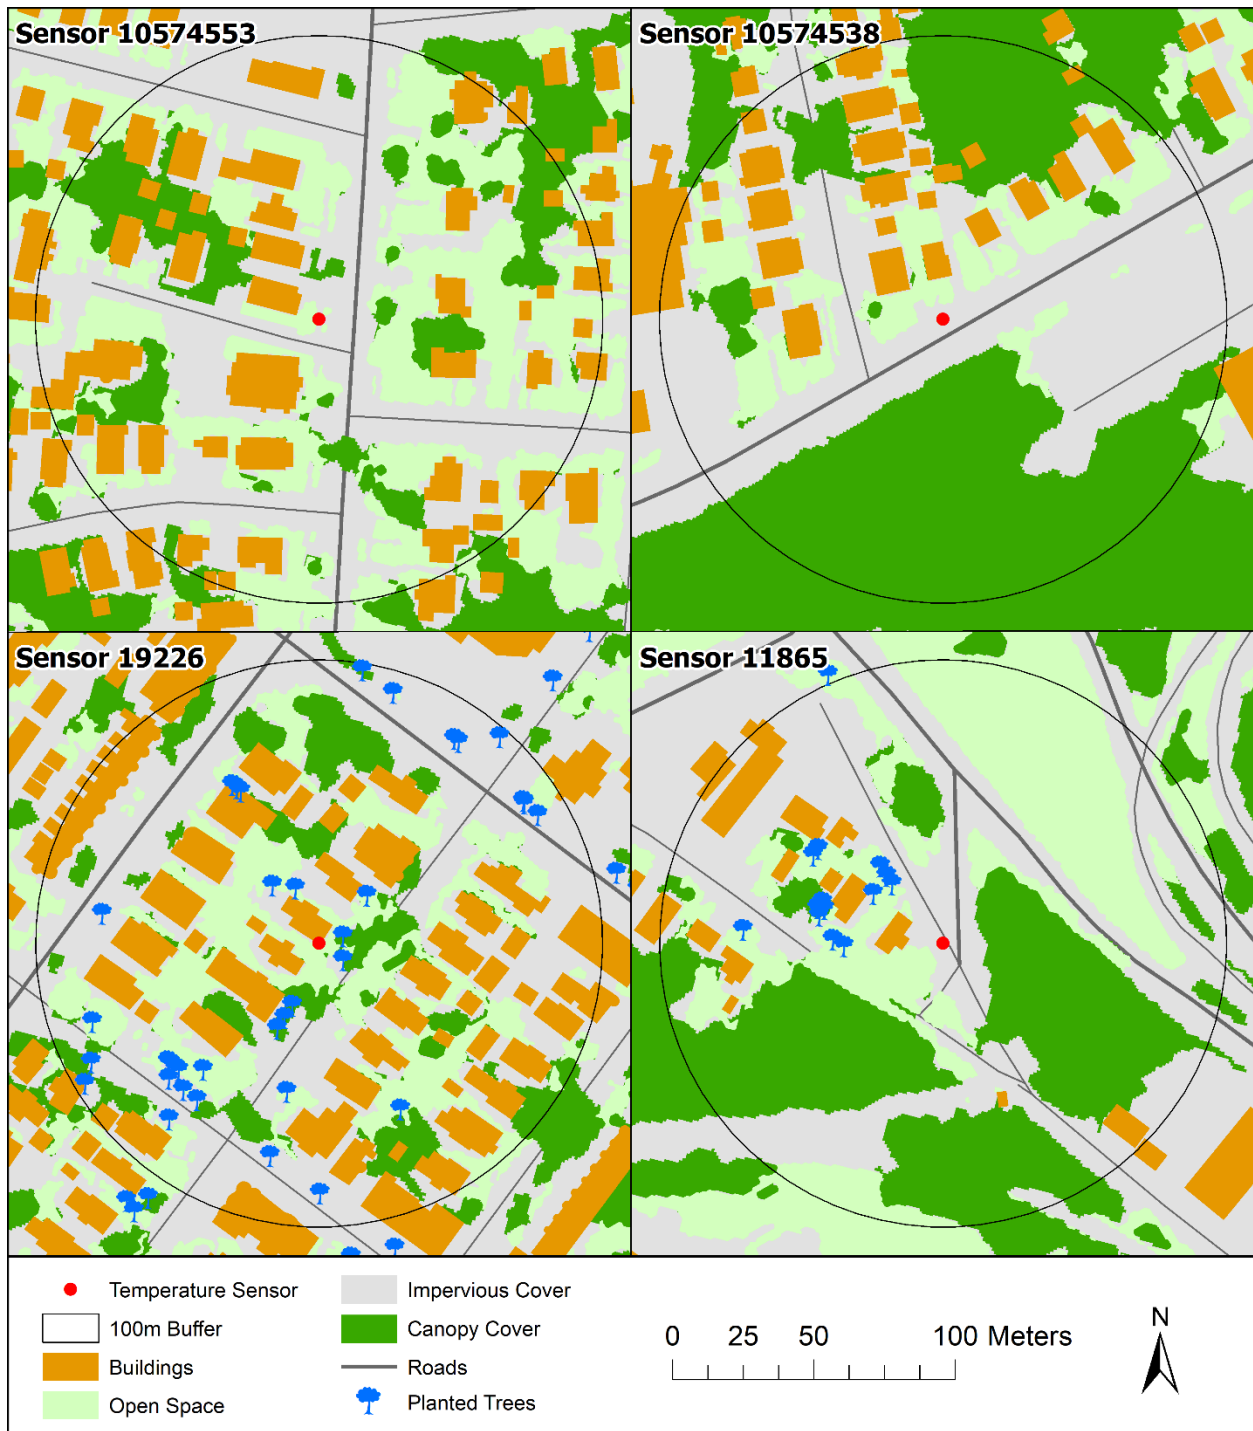 Sensor 10574553
Sensor 10574538
Sensor 19226
Sensor 11865
Temperature Sensor
100m Buffer
Buildings
Open Space
Impervious Cover
Canopy Cover
Roads
Planted Trees
0 25 50 100 Meters
N